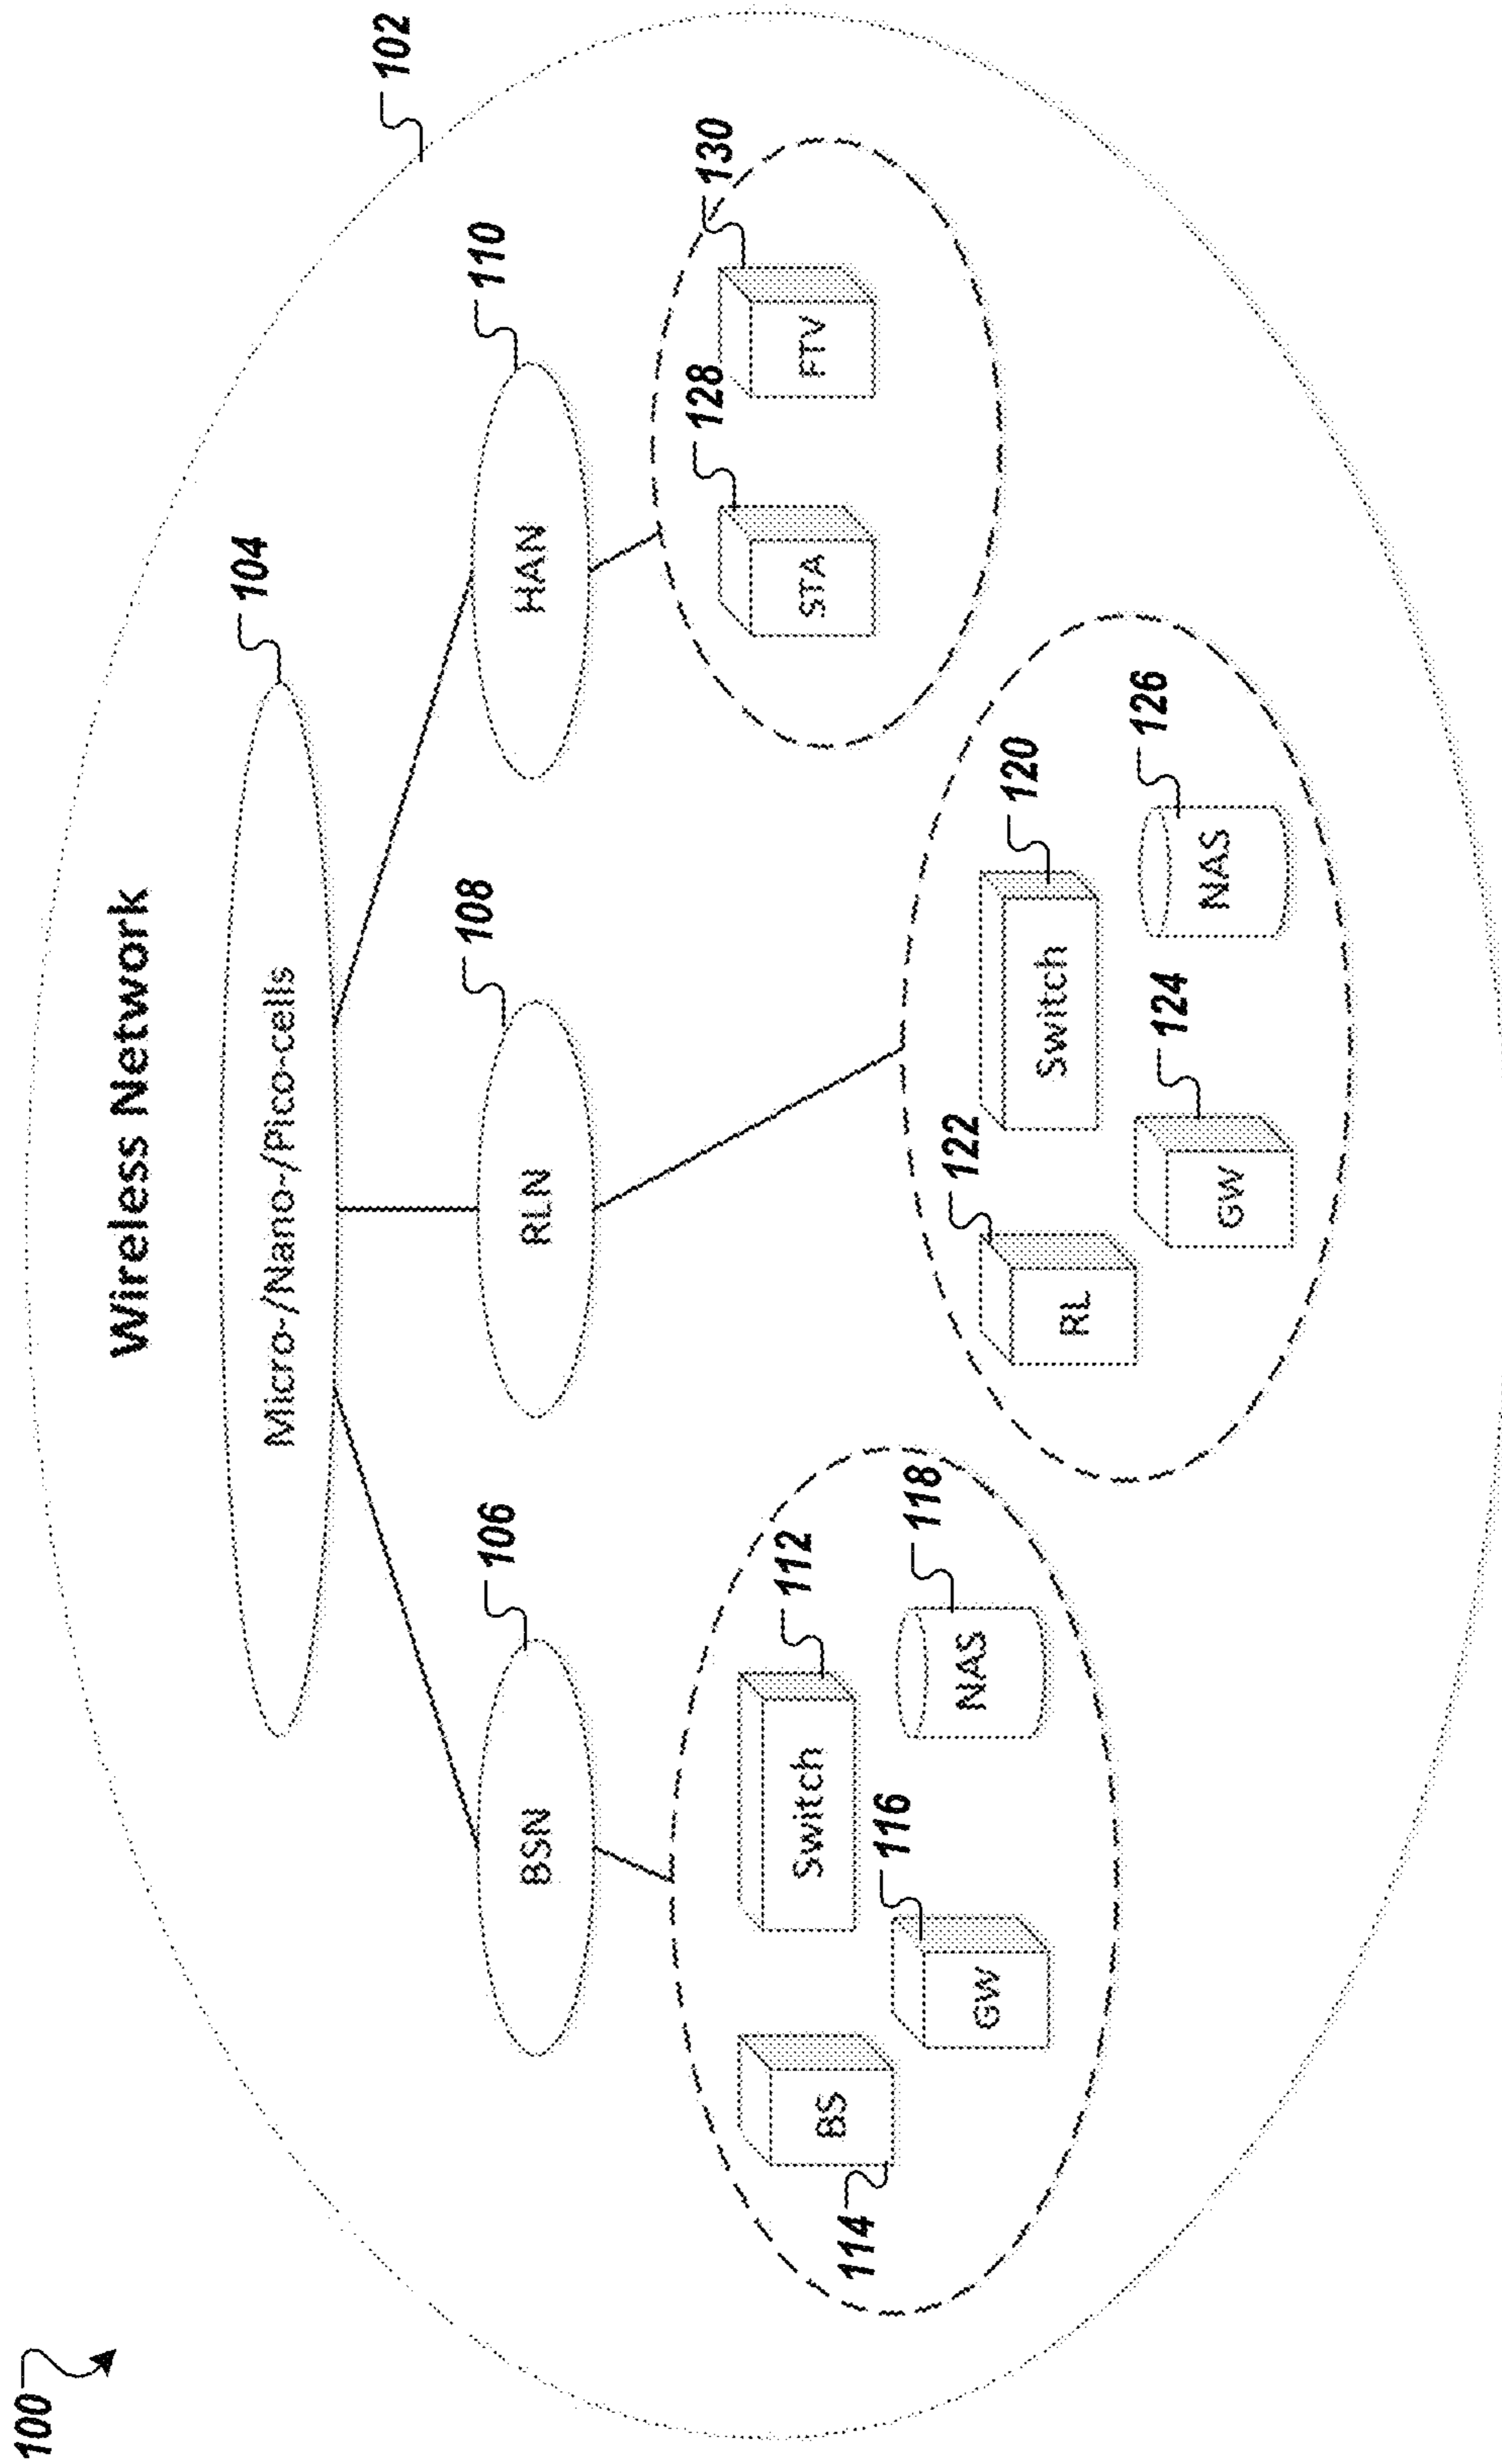 100
Wireless Network
102
104
Micro-/Nano-/Pico-cells
106
108
110
BSN
RLN
HAN
112
Switch
114
BS
116
GW
118
NAS
120
Switch
122
RL
124
GW
126
NAS
128
STA
130
FTV